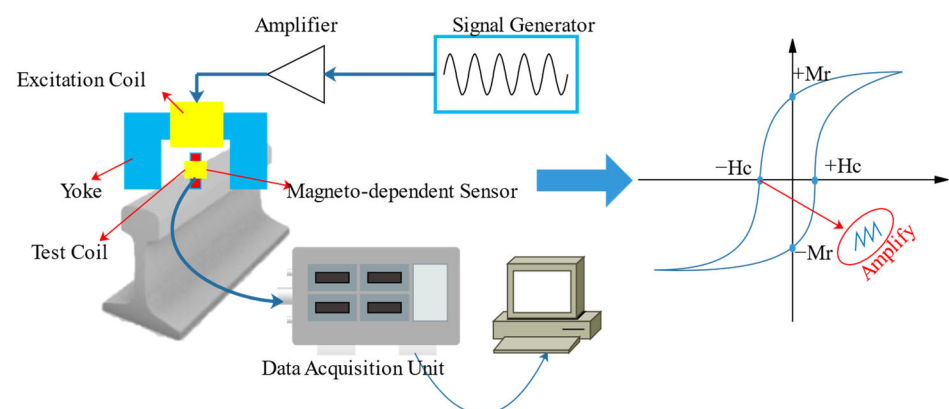 Amplifier
Signal Generator
Excitation Coil
Yoke
Test Coil
Magneto-dependent Sensor
Data Acquisition Unit
+Mr
−Hc
+Hc
−Mr
Amplify